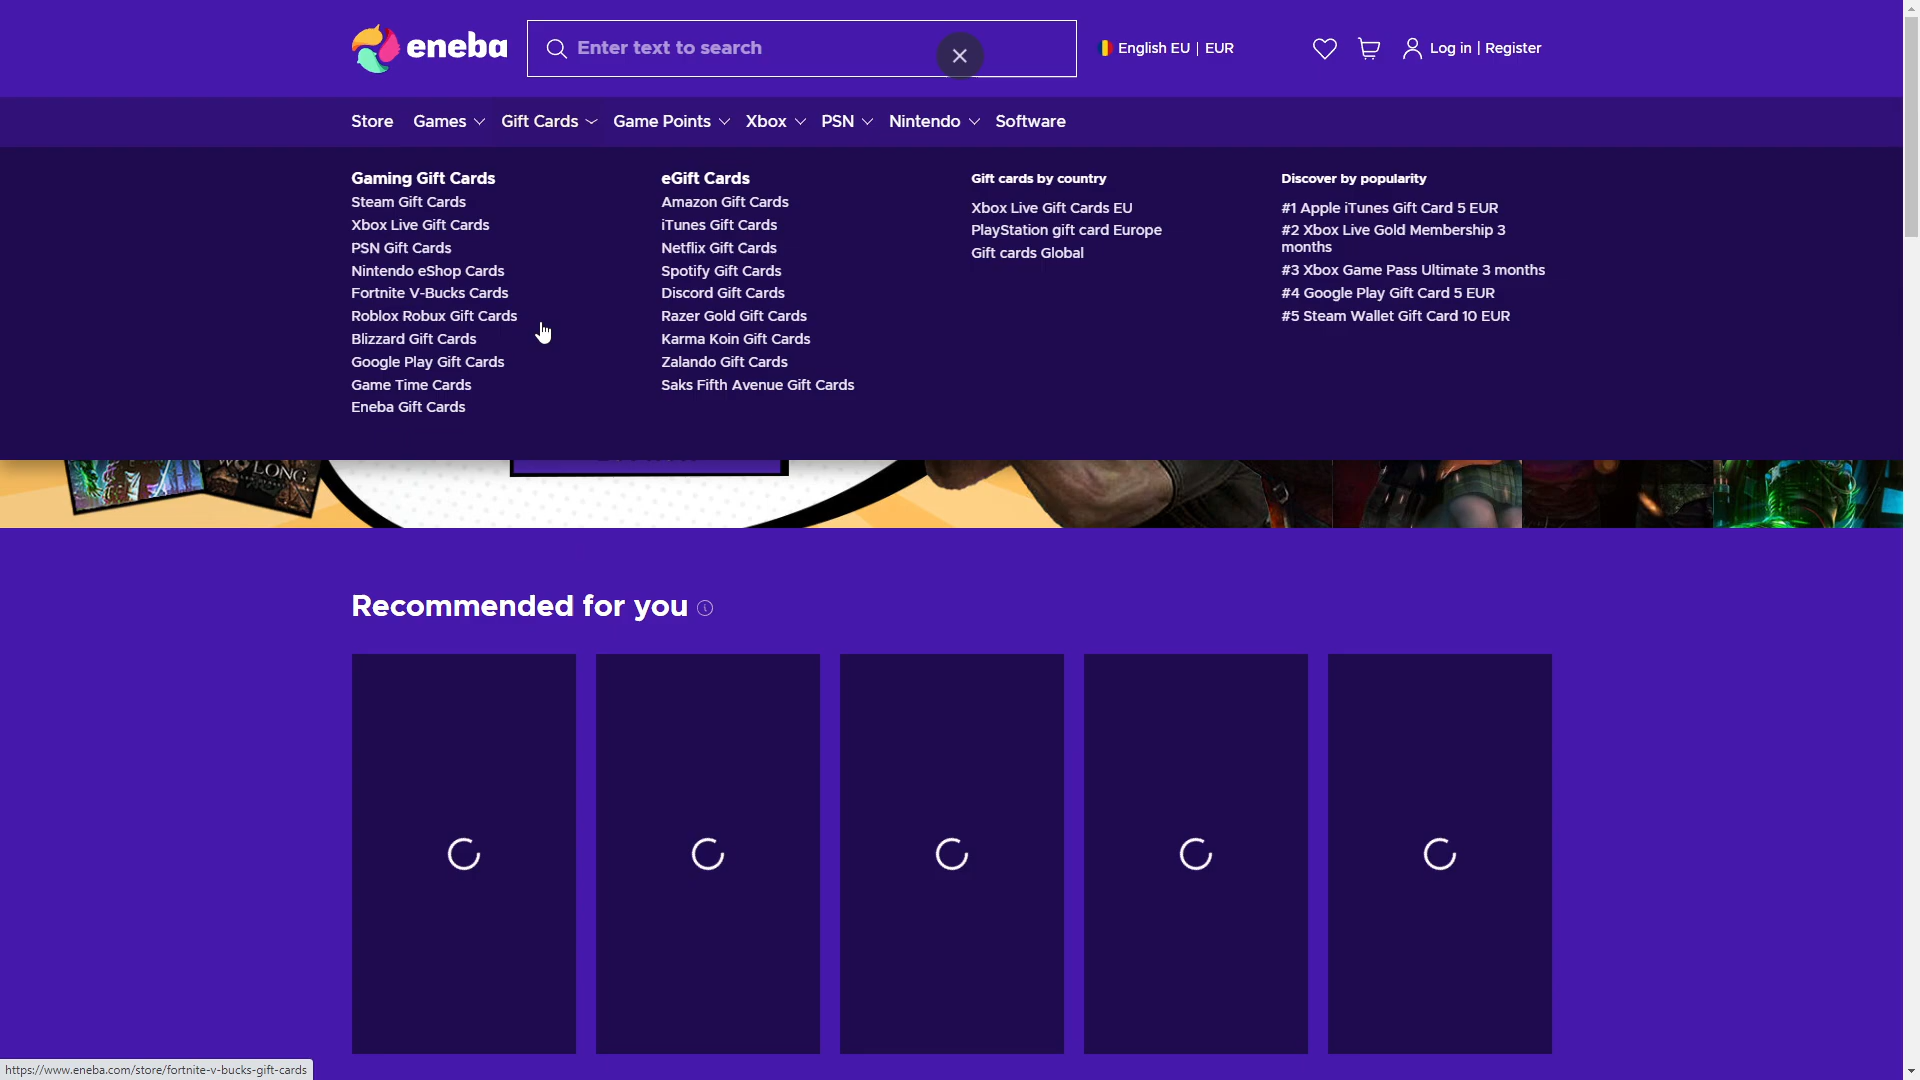 eneba
Enter text to search
English EU | EUR
Log in | Register
Store Games Gift Cards Game Points Xbox PSN Nintendo Software
Gaming Gift Cards
Steam Gift Cards
Xbox Live Gift Cards
PSN Gift Cards
Nintendo eShop Cards
Fortnite V-Bucks Cards
Roblox Robux Gift Cards
Blizzard Gift Cards
Google Play Gift Cards
Game Time Cards
Eneba Gift Cards
eGift Cards
Amazon Gift Cards
iTunes Gift Cards
Netflix Gift Cards
Spotify Gift Cards
Discord Gift Cards
Razer Gold Gift Cards
Karma Koin Gift Cards
Zalando Gift Cards
Saks Fifth Avenue Gift Cards
Gift cards by country
Xbox Live Gift Cards EU
PlayStation gift card Europe
Gift cards Global
Discover by popularity
#1 Apple iTunes Gift Card 5 EUR
#2 Xbox Live Gold Membership 3
months
#3 Xbox Game Pass Ultimate 3 months
#4 Google Play Gift Card 5 EUR
#5 Steam Wallet Gift Card 10 EUR
LONG
Recommended for you
https://www.eneba.com/store/fortnite-v-bucks-gift-cards